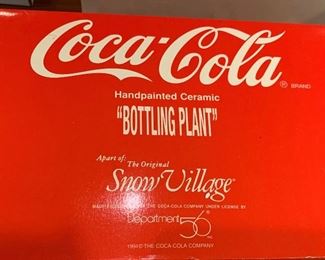 Coca-Cola ® BRAND
Handpainted Ceramic
"BOTTLING PLANT"
Apart of: The Original
Snow Village
THE COCA-COLA COMPANY UNDER LICENSE BY
Department 56 ®
1994 © THE COCA-COLA COMPANY